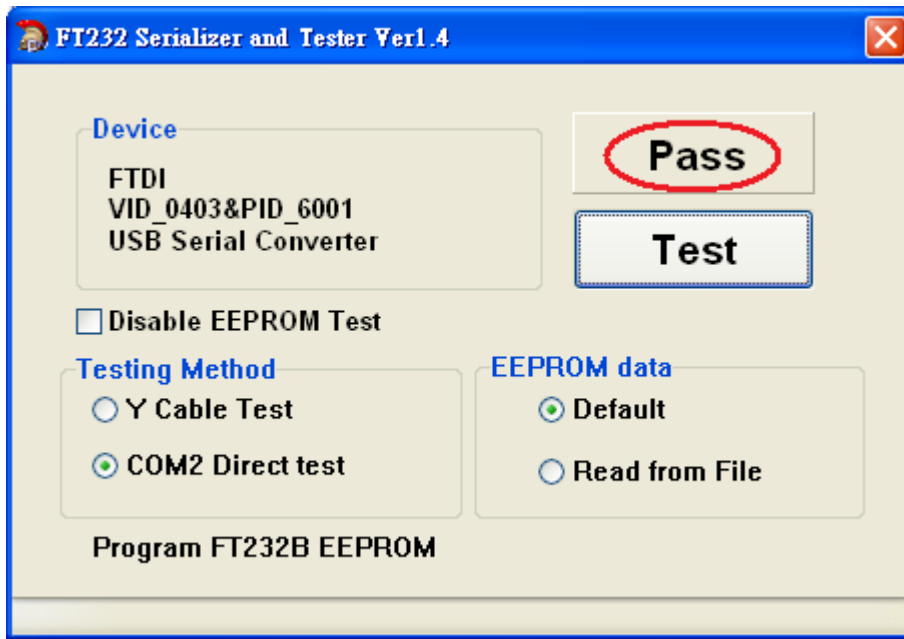 FT232 Serializer and Tester Ver1.4
Device
FTDI
VID_0403&PID_6001
USB Serial Converter
Pass
Test
Disable EEPROM Test
Testing Method
Y Cable Test
COM2 Direct test
EEPROM data
Default
Read from File
Program FT232B EEPROM